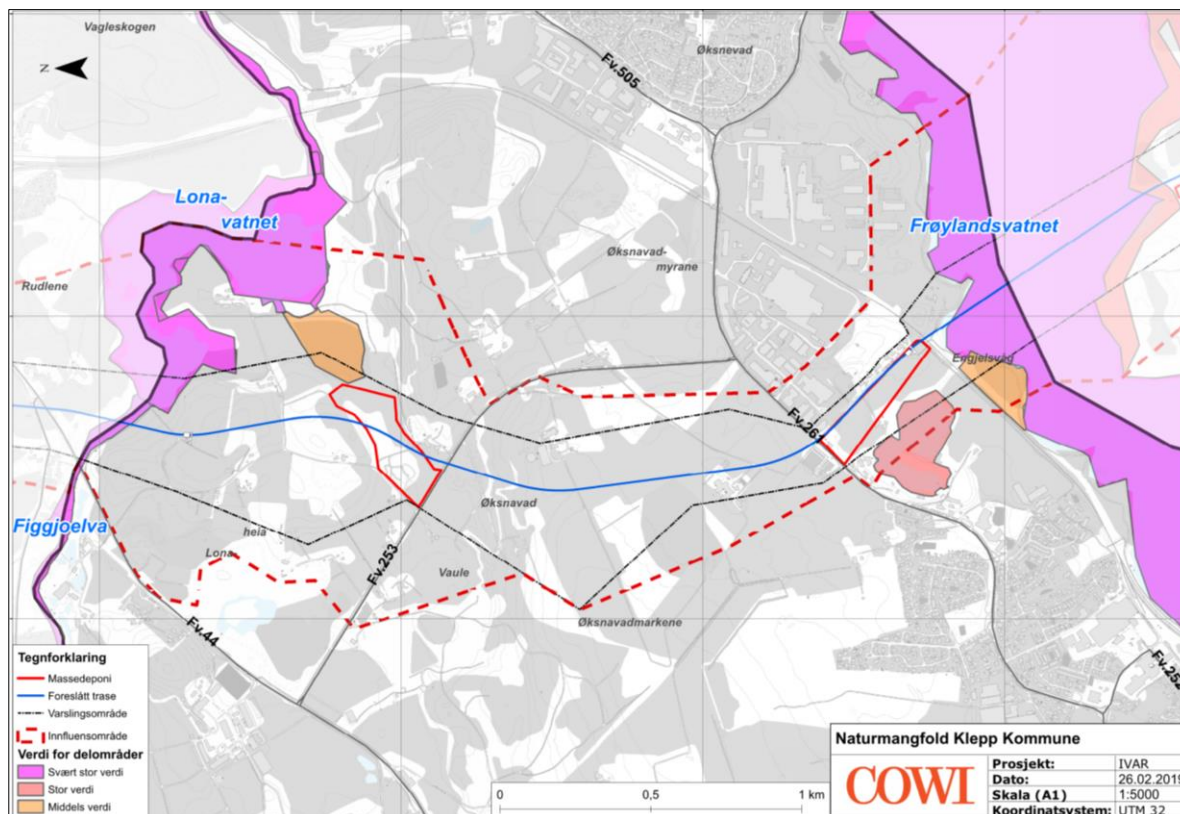 Vagleskogen
Øksnevad
N
Fv.505
Lona-
vatnet
Frøylandsvatnet
Øksnavad-
myrane
Rudlene
Engjelsvåg
Fv.261
Øksnavad
Figgjoelva
Lona
heia
Fv.253
Vaule
Øksnavadmarkene
Fv.44
Fv.252
Tegnforklaring
Massedeponi
Foreslått trase
Varslingsområde
Innfluensområde
Verdi for delområder
Svært stor verdi
Stor verdi
Middels verdi
0 0,5 1 km
Naturmangfold Klepp Kommune
COWI
Prosjekt: IVAR
Dato: 26.02.2019
Skala (A1) 1:5000
Koordinatsystem: UTM 32